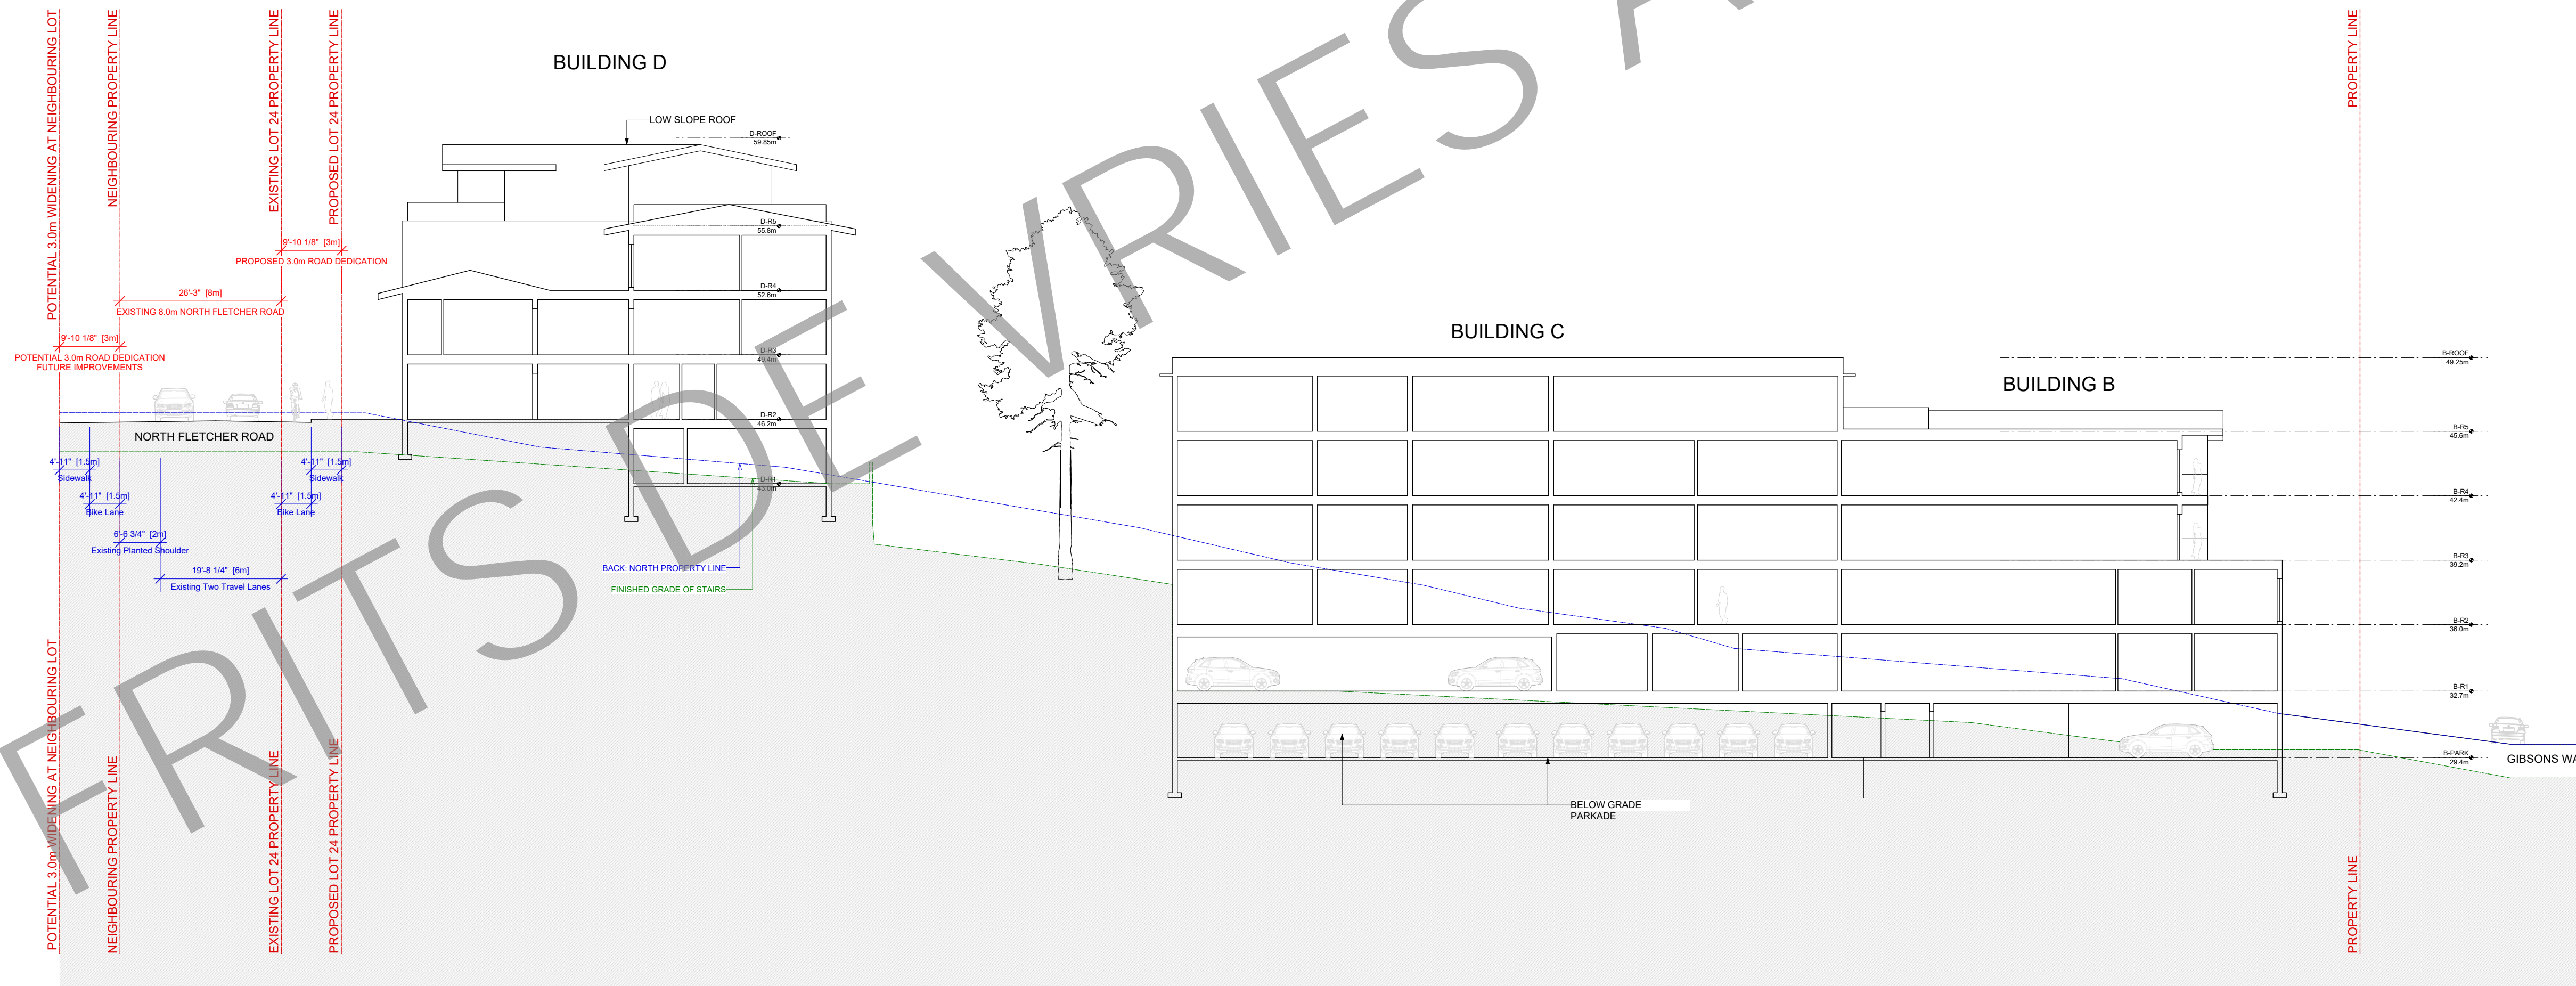 POTENTIAL 3.0m WIDENING AT NEIGHBOURING LOT
NEIGHBOURING PROPERTY LINE
EXISTING LOT 24 PROPERTY LINE
PROPOSED LOT 24 PROPERTY LINE
PROPERTY LINE
BUILDING D
LOW SLOPE ROOF
D-ROOF
59.85m
D-R5
55.8m
D-R4
52.6m
D-R3
49.4m
D-R2
46.2m
D-R1
43.0m
9'-10 1/8" [3m]
PROPOSED 3.0m ROAD DEDICATION
26'-3" [8m]
EXISTING 8.0m NORTH FLETCHER ROAD
9'-10 1/8" [3m]
POTENTIAL 3.0m ROAD DEDICATION
FUTURE IMPROVEMENTS
NORTH FLETCHER ROAD
4'-11" [1.5m]
Sidewalk
4'-11" [1.5m]
Sidewalk
4'-11" [1.5m]
Bike Lane
4'-11" [1.5m]
Bike Lane
6'-6 3/4" [2m]
Existing Planted Shoulder
19'-8 1/4" [6m]
Existing Two Travel Lanes
BACK: NORTH PROPERTY LINE
FINISHED GRADE OF STAIRS
BUILDING C
BUILDING B
B-ROOF
49.25m
B-R5
45.6m
B-R4
42.4m
B-R3
39.2m
B-R2
36.0m
B-R1
32.7m
B-PARK
29.4m
GIBSONS WA
BELOW GRADE
PARKADE
POTENTIAL 3.0m WIDENING AT NEIGHBOURING LOT
NEIGHBOURING PROPERTY LINE
EXISTING LOT 24 PROPERTY LINE
PROPOSED LOT 24 PROPERTY LINE
PROPERTY LINE
FRITS DE VRIES A